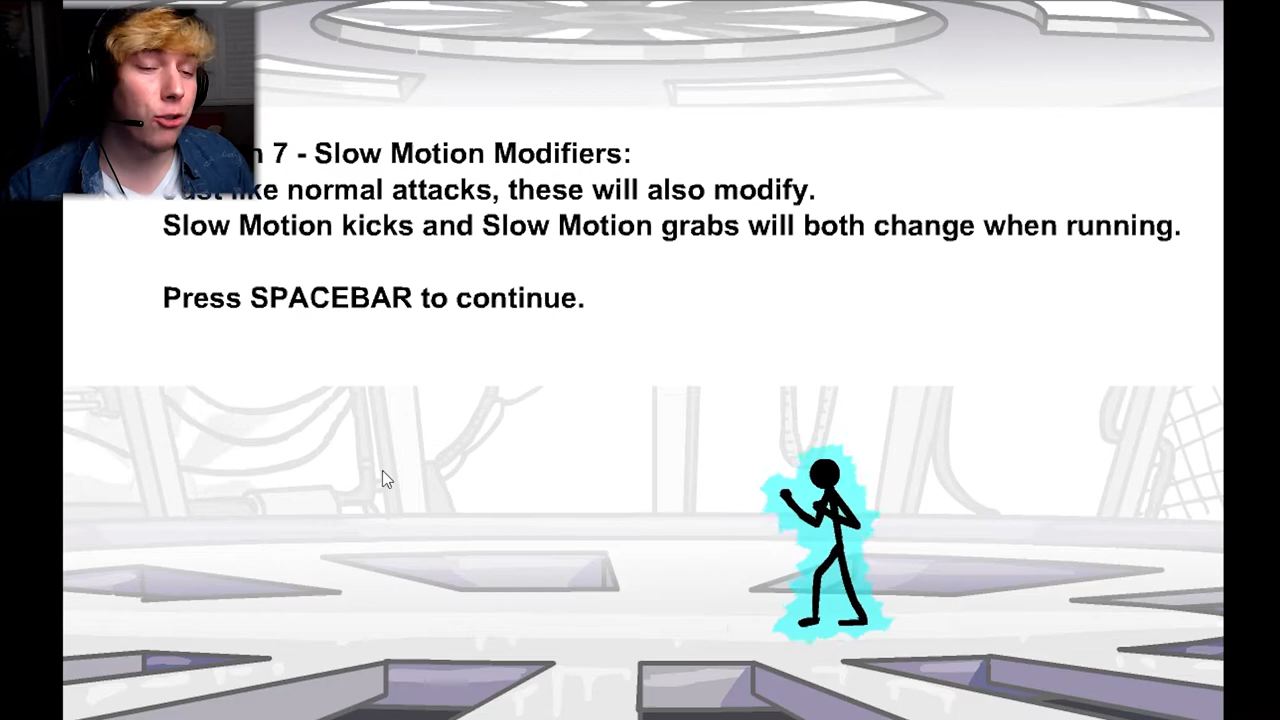 7 - Slow Motion Modifiers:
like normal attacks, these will also modify.
Slow Motion kicks and Slow Motion grabs will both change when running.
Press SPACEBAR to continue.